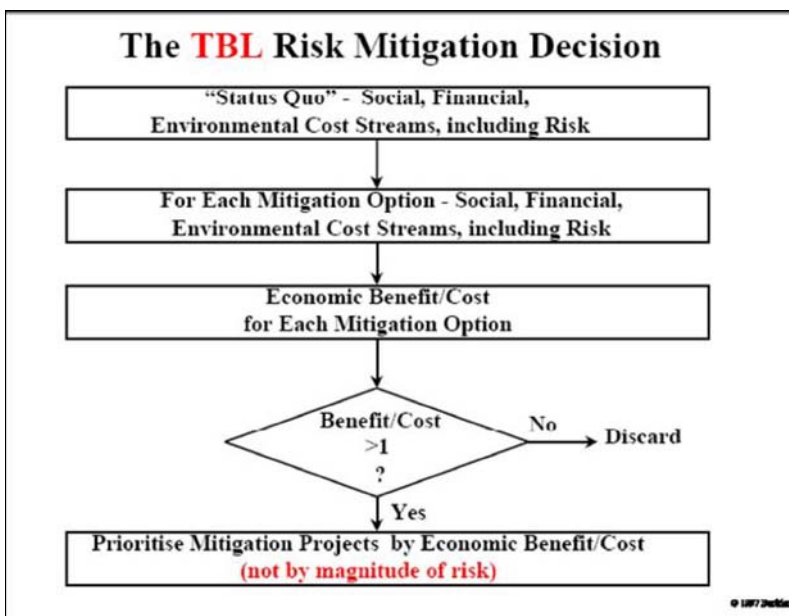 The TBL Risk Mitigation Decision
“Status Quo” - Social, Financial,
Environmental Cost Streams, including Risk
For Each Mitigation Option - Social, Financial,
Environmental Cost Streams, including Risk
Economic Benefit/Cost
for Each Mitigation Option
Benefit/Cost
>1
?
No
Discard
Yes
Prioritise Mitigation Projects by Economic Benefit/Cost
(not by magnitude of risk)